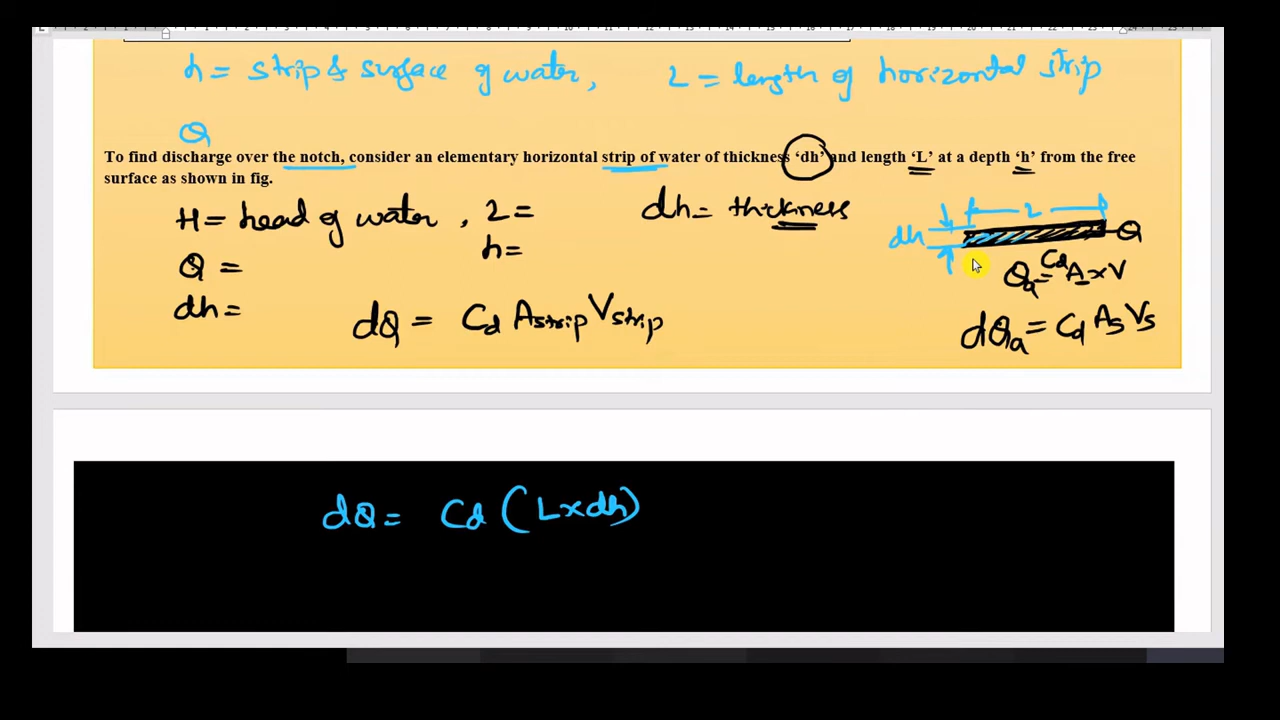 h = strip & surface of water, L = length of horizontal strip
Q
To find discharge over the notch, consider an elementary horizontal strip of water of thickness ‘dh’ and length ‘L’ at a depth ‘h’ from the free
surface as shown in fig.
H = head of water, L = dh = thickness
h =
Q =
dh =
dQ = Cd Astrip Vstrip
L
dh Q
Qa = Cd A x V
dQa = Cd As Vs
dQ = Cd (L x dh)